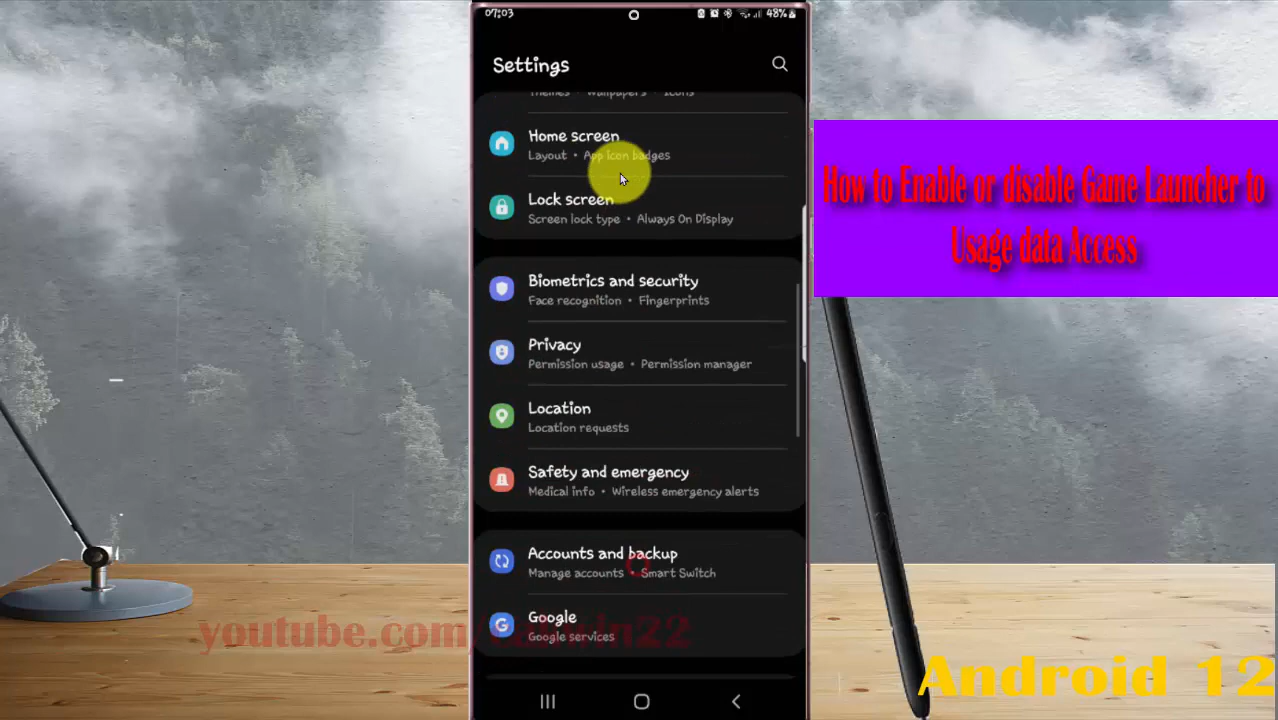 07:03
48%
Settings
Themes • Wallpapers • Icons
Home screen
Layout • App icon badges
Lock screen
Screen lock type • Always On Display
Biometrics and security
Face recognition • Fingerprints
Privacy
Permission usage • Permission manager
Location
Location requests
Safety and emergency
Medical info • Wireless emergency alerts
Accounts and backup
Manage accounts • Smart Switch
Google
Google services
How to Enable or disable Game Launcher to
Usage data Access
youtube.com/
Android 12